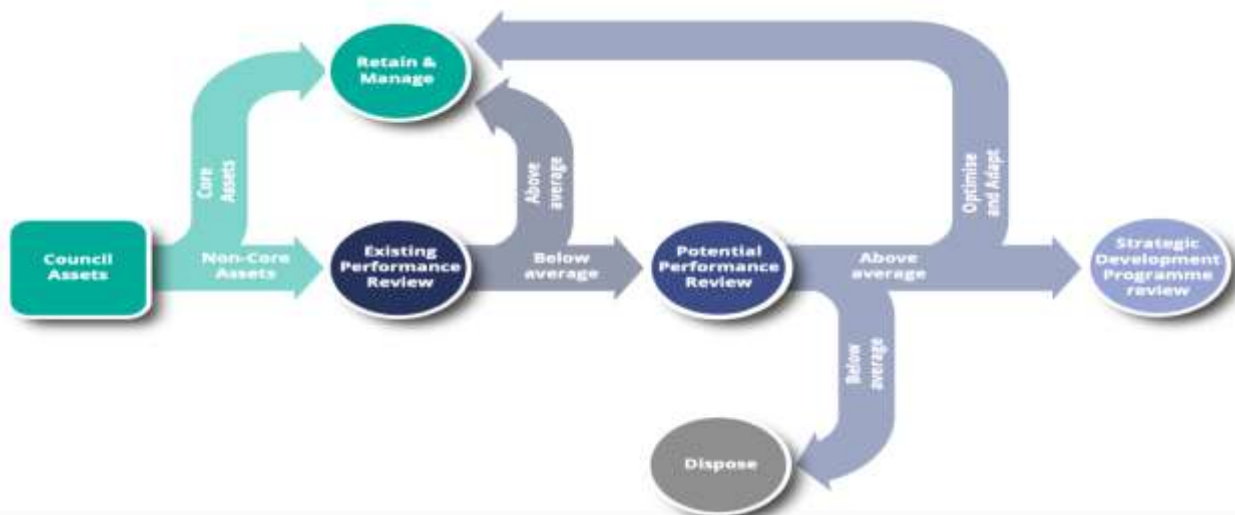 Retain &
Manage
Core
Assets
Above
average
Optimise
and Adapt
Council
Assets
Non-Core
Assets
Existing
Performance
Review
Below
average
Potential
Performance
Review
Above
average
Strategic
Development
Programme
review
Below
average
Dispose